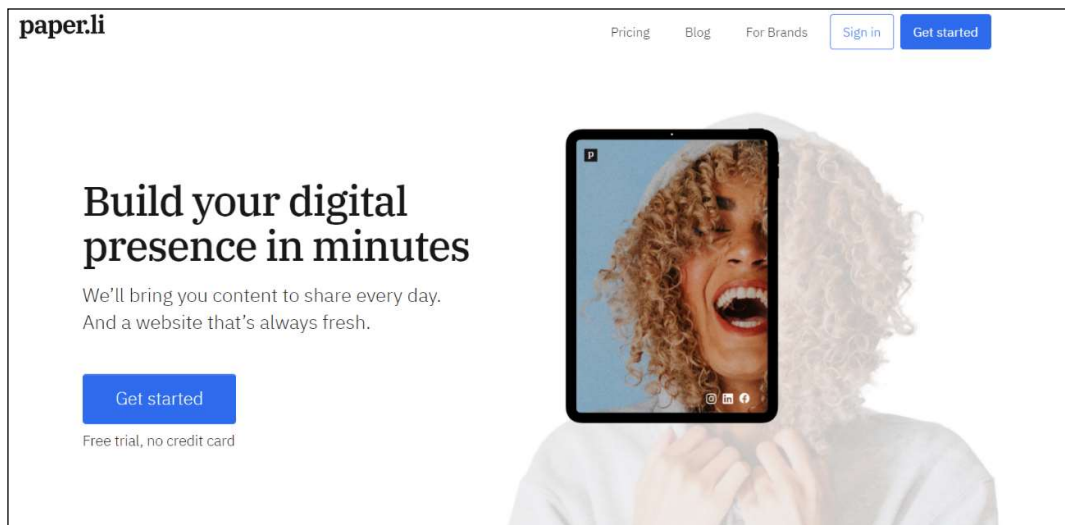 paper.li
Pricing
Blog
For Brands
Sign in
Get started
Build your digital
presence in minutes
We’ll bring you content to share every day.
And a website that’s always fresh.
Get started
Free trial, no credit card
p
in
f